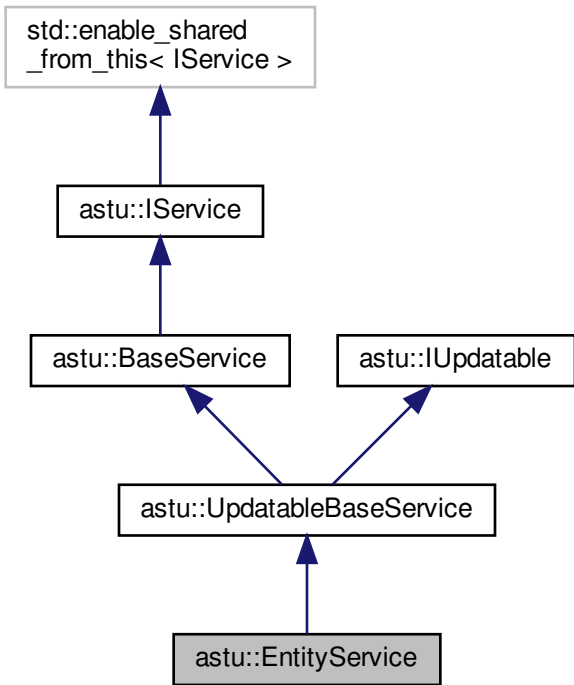 std::enable_shared
_from_this< IService >
astu::IService
astu::BaseService
astu::IUpdatable
astu::UpdatableBaseService
astu::EntityService